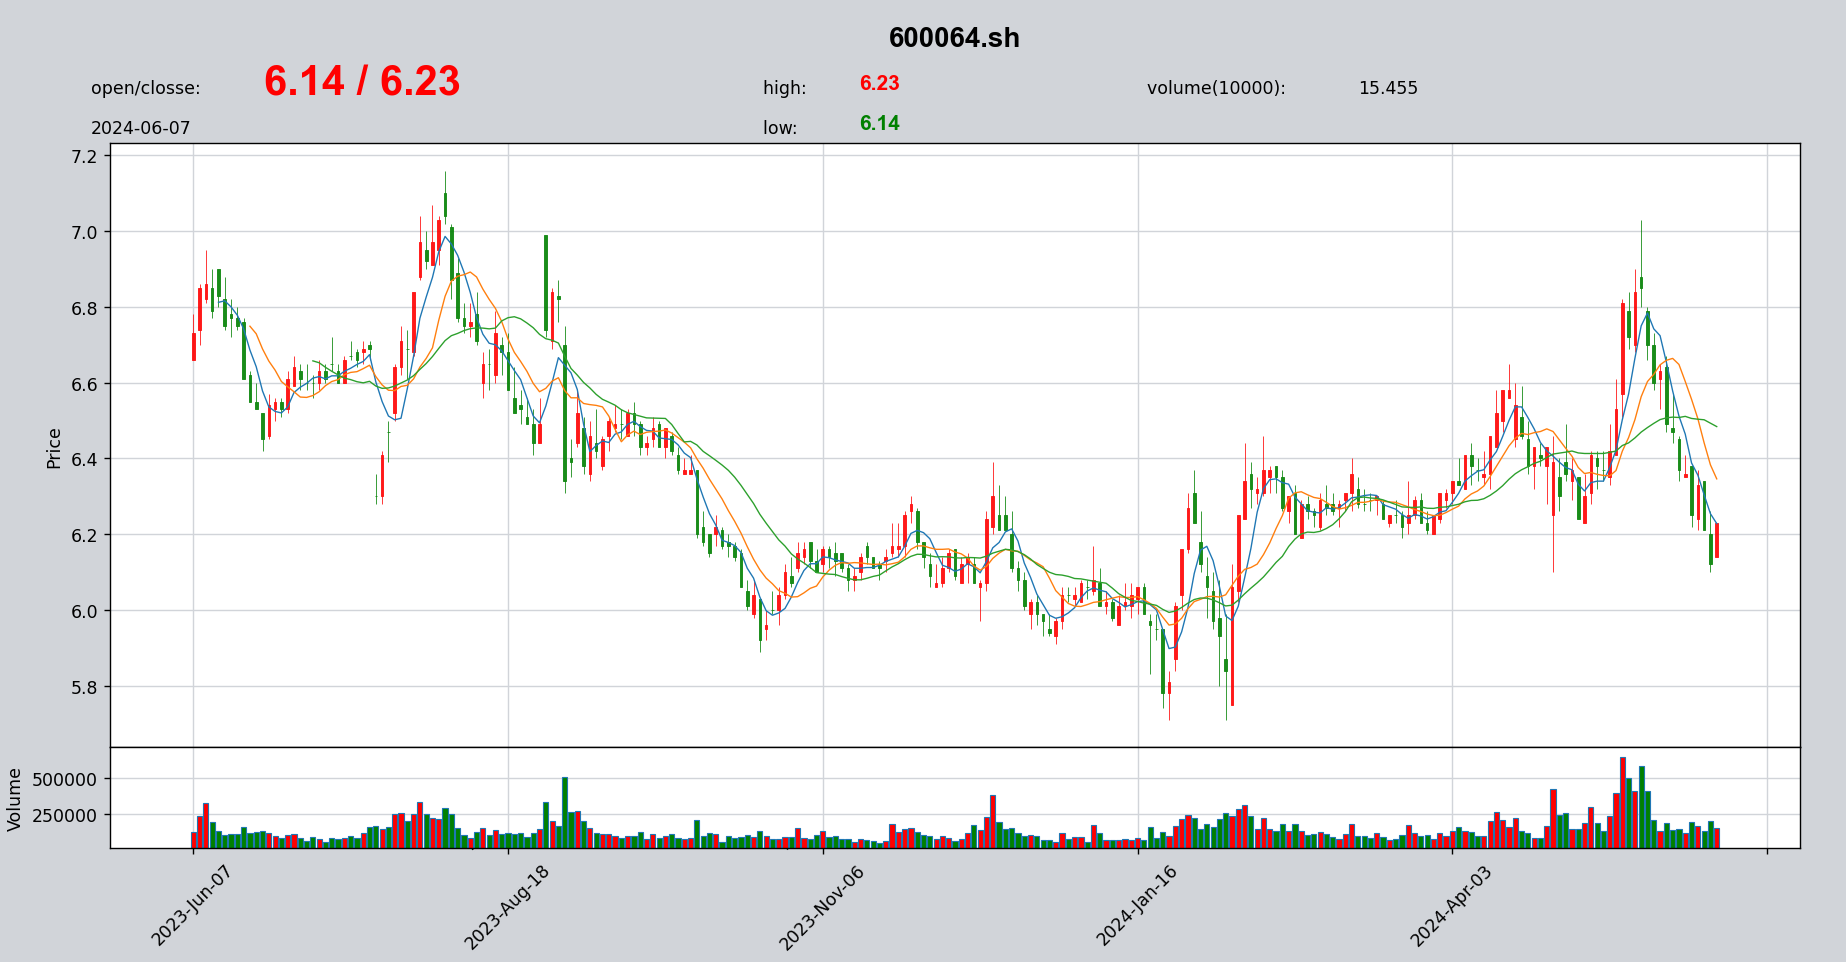 600064.sh
open/closse: 6.14 / 6.23 high: 6.23 volume(10000): 15.455
2024-06-07 low: 6.14
7.2
7.0
6.8
6.6
6.4
6.2
6.0
5.8
Price
500000
250000
Volume
2023-Jun-07 2023-Aug-18 2023-Nov-06 2024-Jan-16 2024-Apr-03